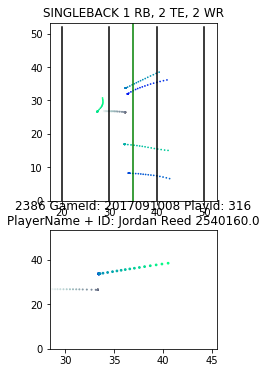 SINGLEBACK 1 RB, 2 TE, 2 WR
50
40
30
20
10
0
20 30 40 50
2386 GameId: 2017091008 PlayId: 316
PlayerName + ID: Jordan Reed 2540160.0
40
20
0
30 35 40 45